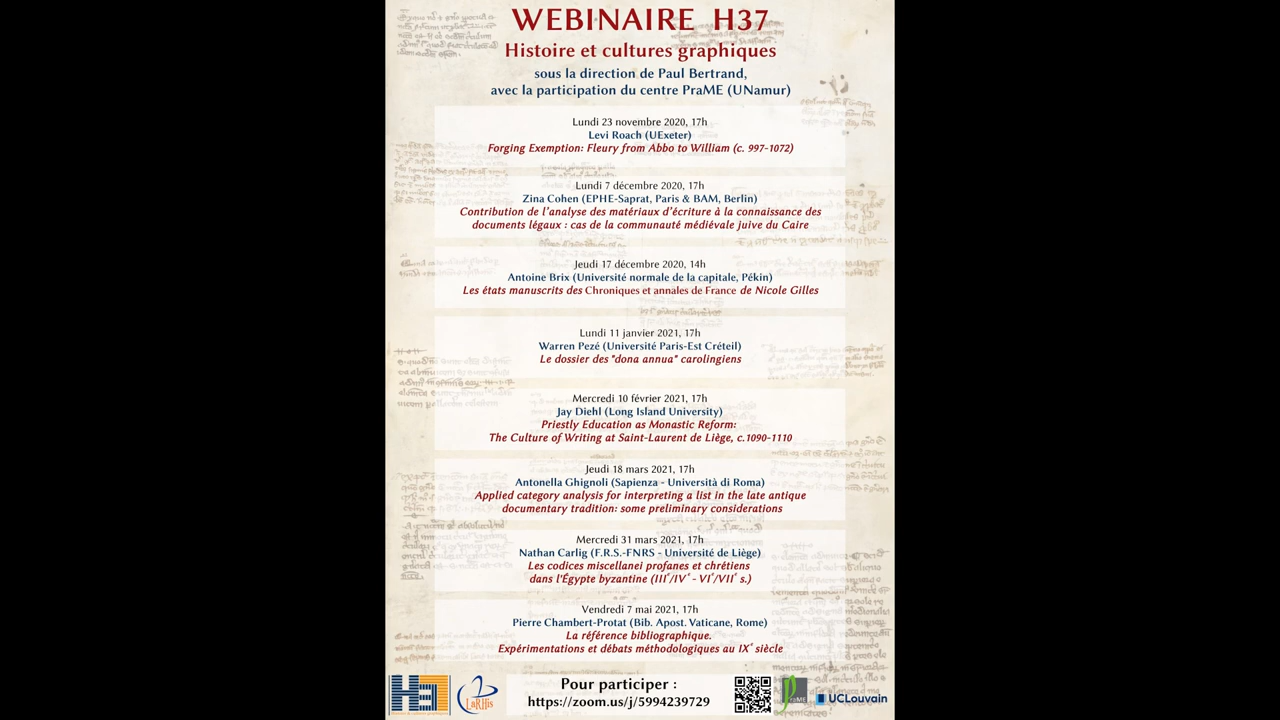 WEBINAIRE H37
Histoire et cultures graphiques
sous la direction de Paul Bertrand,
avec la participation du centre PraME (UNamur)
Lundi 23 novembre 2020, 17h
Levi Roach (UExeter)
Forging Exemption: Fleury from Abbo to William (c. 997-1072)
Lundi 7 décembre 2020, 17h
Zina Cohen (EPHE-Saprat, Paris & BAM, Berlin)
Contribution de l'analyse des matériaux d'écriture à la connaissance des
documents légaux : cas de la communauté médiévale juive du Caire
Jeudi 17 décembre 2020, 14h
Antoine Brix (Université normale de la capitale, Pékin)
Les états manuscrits des Chroniques et annales de France de Nicole Gilles
Lundi 11 janvier 2021, 17h
Warren Pezé (Université Paris-Est Créteil)
Le dossier des "dona annua" carolingiens
Mercredi 10 février 2021, 17h
Jay Diehl (Long Island University)
Priestly Education as Monastic Reform:
The Culture of Writing at Saint-Laurent de Liège, c.1090-1110
Jeudi 18 mars 2021, 17h
Antonella Ghignoli (Sapienza - Università di Roma)
Applied category analysis for interpreting a list in the late antique
documentary tradition: some preliminary considerations
Mercredi 31 mars 2021, 17h
Nathan Carlig (F.R.S.-FNRS - Université de Liège)
Les codices miscellanei profanes et chrétiens
dans l'Égypte byzantine (IIIe/IVe - VIe/VIIe s.)
Vendredi 7 mai 2021, 17h
Pierre Chambert-Protat (Bib. Apost. Vaticane, Rome)
La référence bibliographique.
Expérimentations et débats méthodologiques au IXe siècle
Pour participer :
https://zoom.us/j/5994239729
H37
LaRHis
PraME
UCLouvain